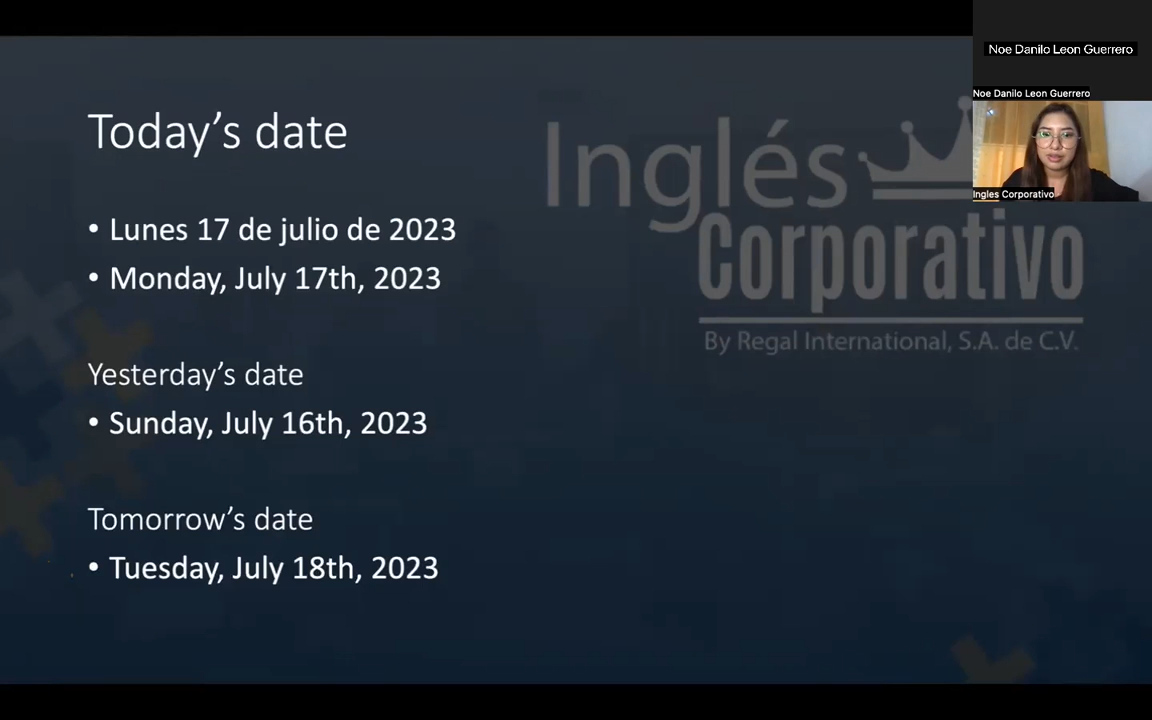 Noe Danilo Leon Guerrero
Noe Danilo Leon Guerrero
Ingles Corporativo
Today’s date
• Lunes 17 de julio de 2023
• Monday, July 17th, 2023
Yesterday’s date
• Sunday, July 16th, 2023
Tomorrow’s date
• Tuesday, July 18th, 2023
Inglés
Corporativo
By Regal International, S.A. de C.V.